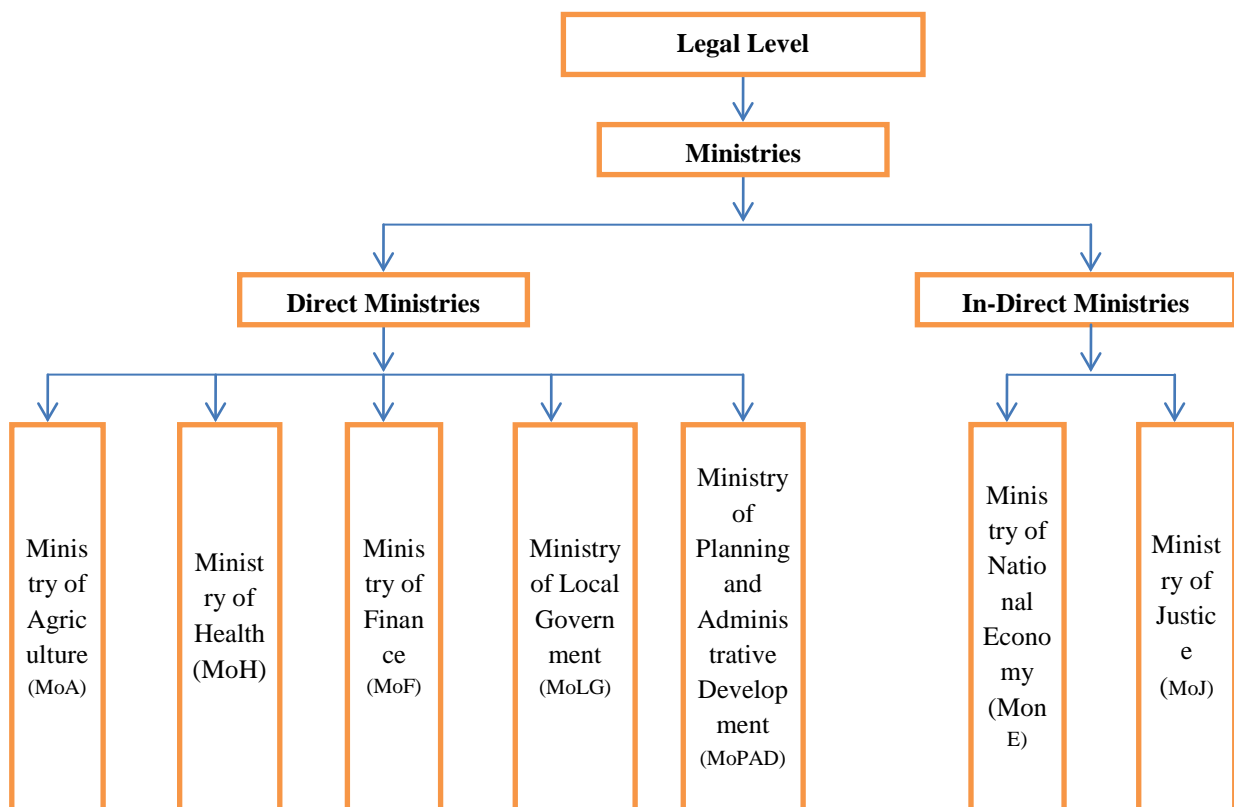 Legal Level
Ministries
Direct Ministries
In-Direct Ministries
Minis
try of
Agric
ulture
(MoA)
Minist
ry of
Health
(MoH)
Minis
try of
Finan
ce
(MoF)
Ministry
of Local
Govern
ment
(MoLG)
Ministry
of
Planning
and
Adminis
trative
Develop
ment
(MoPAD)
Minis
try of
Natio
nal
Econo
my
(Mon
E)
Minist
ry of
Justic
e
(MoJ)